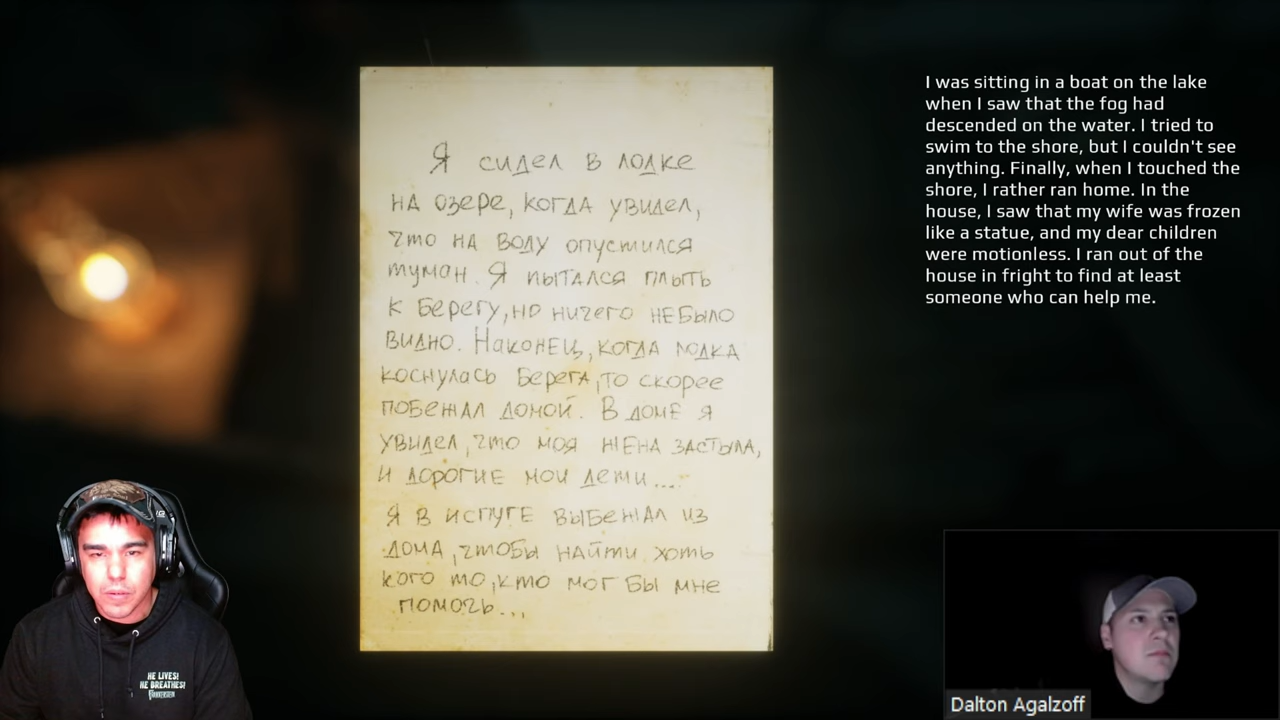 Я сидел в лодке
на озере, когда увидел,
что на воду опустился
туман. Я пытался плыть
к берегу, но ничего небыло
видно. Наконец, когда лодка
коснулась берега, то скорее
побежал домой. В доме я
увидел, что моя жена застыла,
и дорогие мои дети...
Я в испуге выбежал из
дома, чтобы найти хоть
кого то, кто мог бы мне
помочь...
I was sitting in a boat on the lake
when I saw that the fog had
descended on the water. I tried to
swim to the shore, but I couldn't see
anything. Finally, when I touched the
shore, I rather ran home. In the
house, I saw that my wife was frozen
like a statue, and my dear children
were motionless. I ran out of the
house in fright to find at least
someone who can help me.
HE LIVES!
HE BREATHES!
FRANKENSTEIN
Dalton Agalzoff